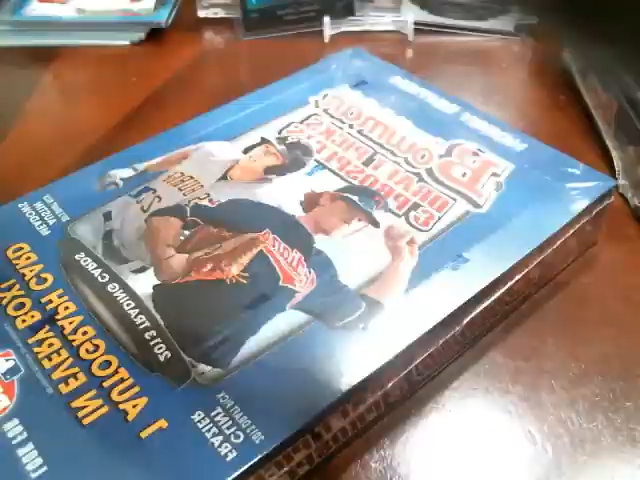 Bowman
DRAFT PICKS
& PROSPECTS
2013 TRADING CARDS
2013 DRAFT PICK
AUSTIN
MEADOWS
2013 DRAFT PICK
CLINT
FRAZIER
1 AUTOGRAPH CARD
IN EVERY BOX!
LOOK FOR